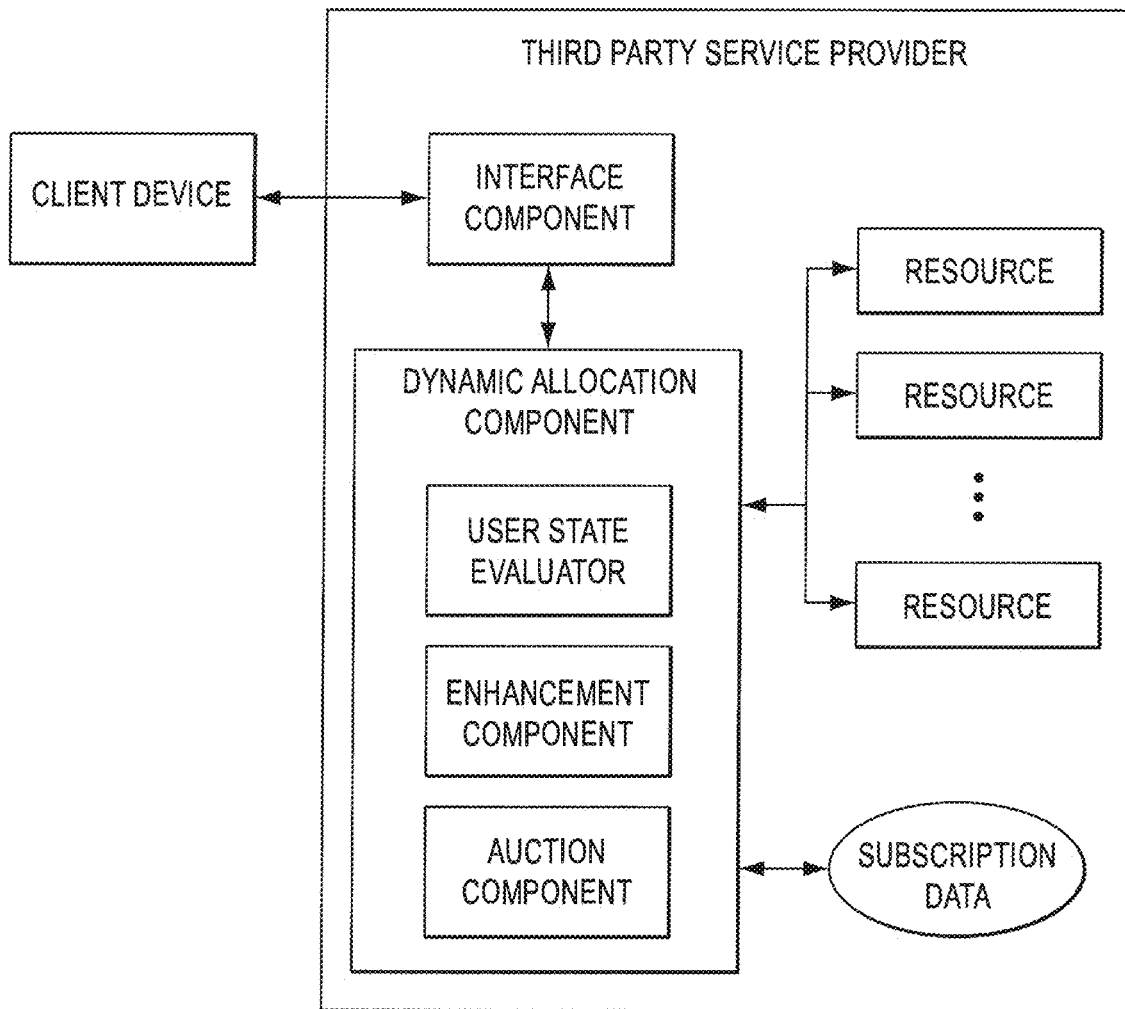 THIRD PARTY SERVICE PROVIDER
CLIENT DEVICE
INTERFACE
COMPONENT
RESOURCE
DYNAMIC ALLOCATION
COMPONENT
RESOURCE
USER STATE
EVALUATOR
RESOURCE
ENHANCEMENT
COMPONENT
AUCTION
COMPONENT
SUBSCRIPTION
DATA